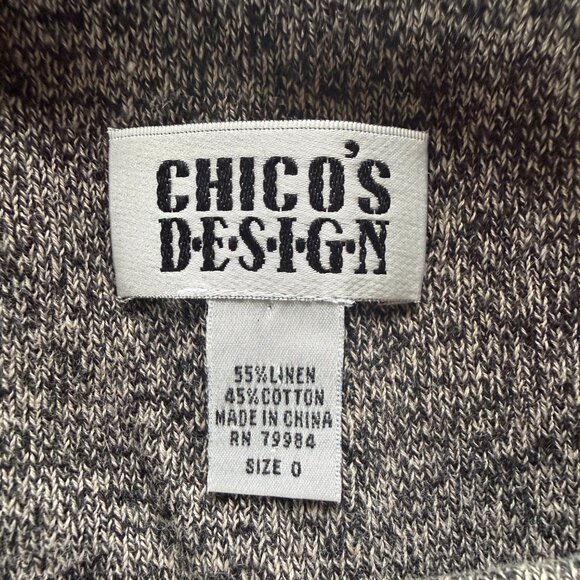 CHICO'S
D•E•S•I•G•N
55%LINEN
45%COTTON
MADE IN CHINA
RN 79984
SIZE 0